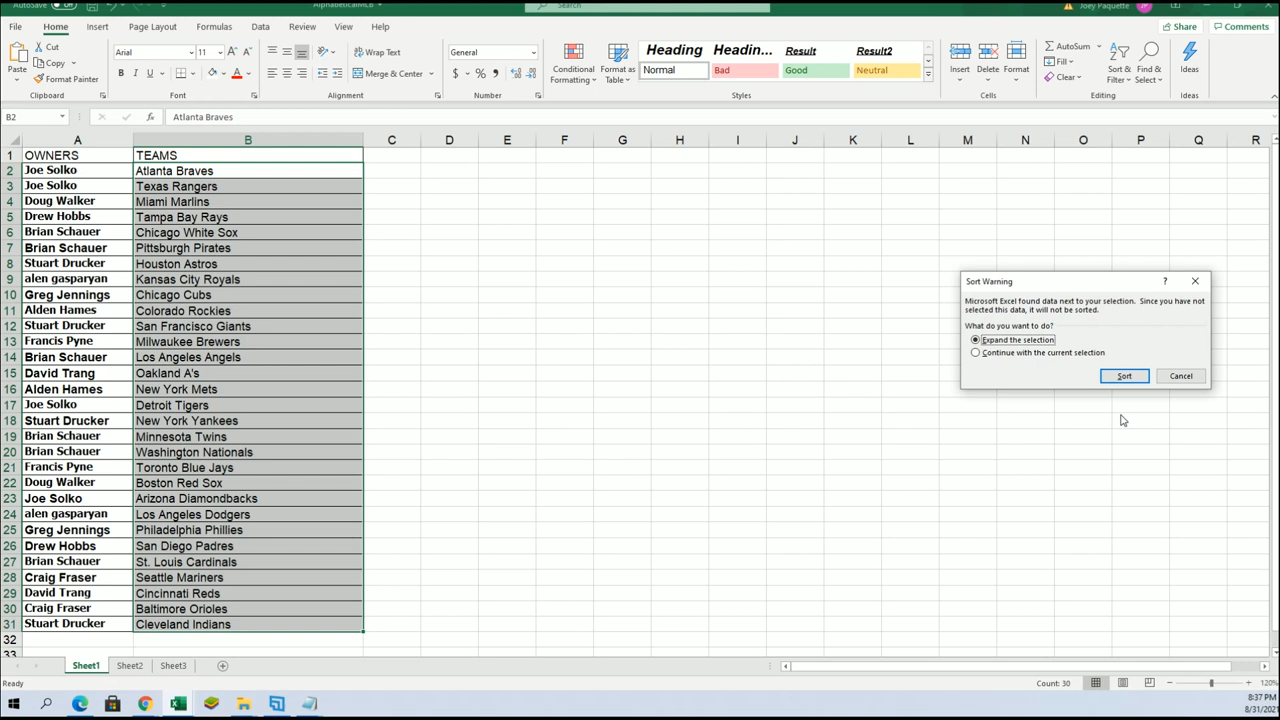 AutoSave Off AlphabeticalMLB Search Joey Paquette JP
File Home Insert Page Layout Formulas Data Review View Help Share Comments
Paste Cut Copy Format Painter
Clipboard
Arial 11 A A
B I U A
Font
Wrap Text
Merge & Center
Alignment
General
$ % 9
Number
Conditional Formatting
Format as Table
Heading Headin... Result Result2
Normal Bad Good Neutral
Styles
Insert Delete Format
Cells
AutoSum
Fill
Clear
Sort & Filter
Find & Select
Editing
Ideas
Ideas
B2 fx Atlanta Braves
A B C D E F G H I J K L M N O P Q R
1 OWNERS TEAMS
2 Joe Solko Atlanta Braves
3 Joe Solko Texas Rangers
4 Doug Walker Miami Marlins
5 Drew Hobbs Tampa Bay Rays
6 Brian Schauer Chicago White Sox
7 Brian Schauer Pittsburgh Pirates
8 Stuart Drucker Houston Astros
9 alen gasparyan Kansas City Royals
10 Greg Jennings Chicago Cubs
11 Alden Hames Colorado Rockies
12 Stuart Drucker San Francisco Giants
13 Francis Pyne Milwaukee Brewers
14 Brian Schauer Los Angeles Angels
15 David Trang Oakland A's
16 Alden Hames New York Mets
17 Joe Solko Detroit Tigers
18 Stuart Drucker New York Yankees
19 Brian Schauer Minnesota Twins
20 Brian Schauer Washington Nationals
21 Francis Pyne Toronto Blue Jays
22 Doug Walker Boston Red Sox
23 Joe Solko Arizona Diamondbacks
24 alen gasparyan Los Angeles Dodgers
25 Greg Jennings Philadelphia Phillies
26 Drew Hobbs San Diego Padres
27 Brian Schauer St. Louis Cardinals
28 Craig Fraser Seattle Mariners
29 David Trang Cincinnati Reds
30 Craig Fraser Baltimore Orioles
31 Stuart Drucker Cleveland Indians
32
33
Sort Warning ?
Microsoft Excel found data next to your selection. Since you have not
selected this data, it will not be sorted.
What do you want to do?
Expand the selection
Continue with the current selection
Sort Cancel
Sheet1 Sheet2 Sheet3
Ready Count: 30 120%
8:37 PM
8/31/2021